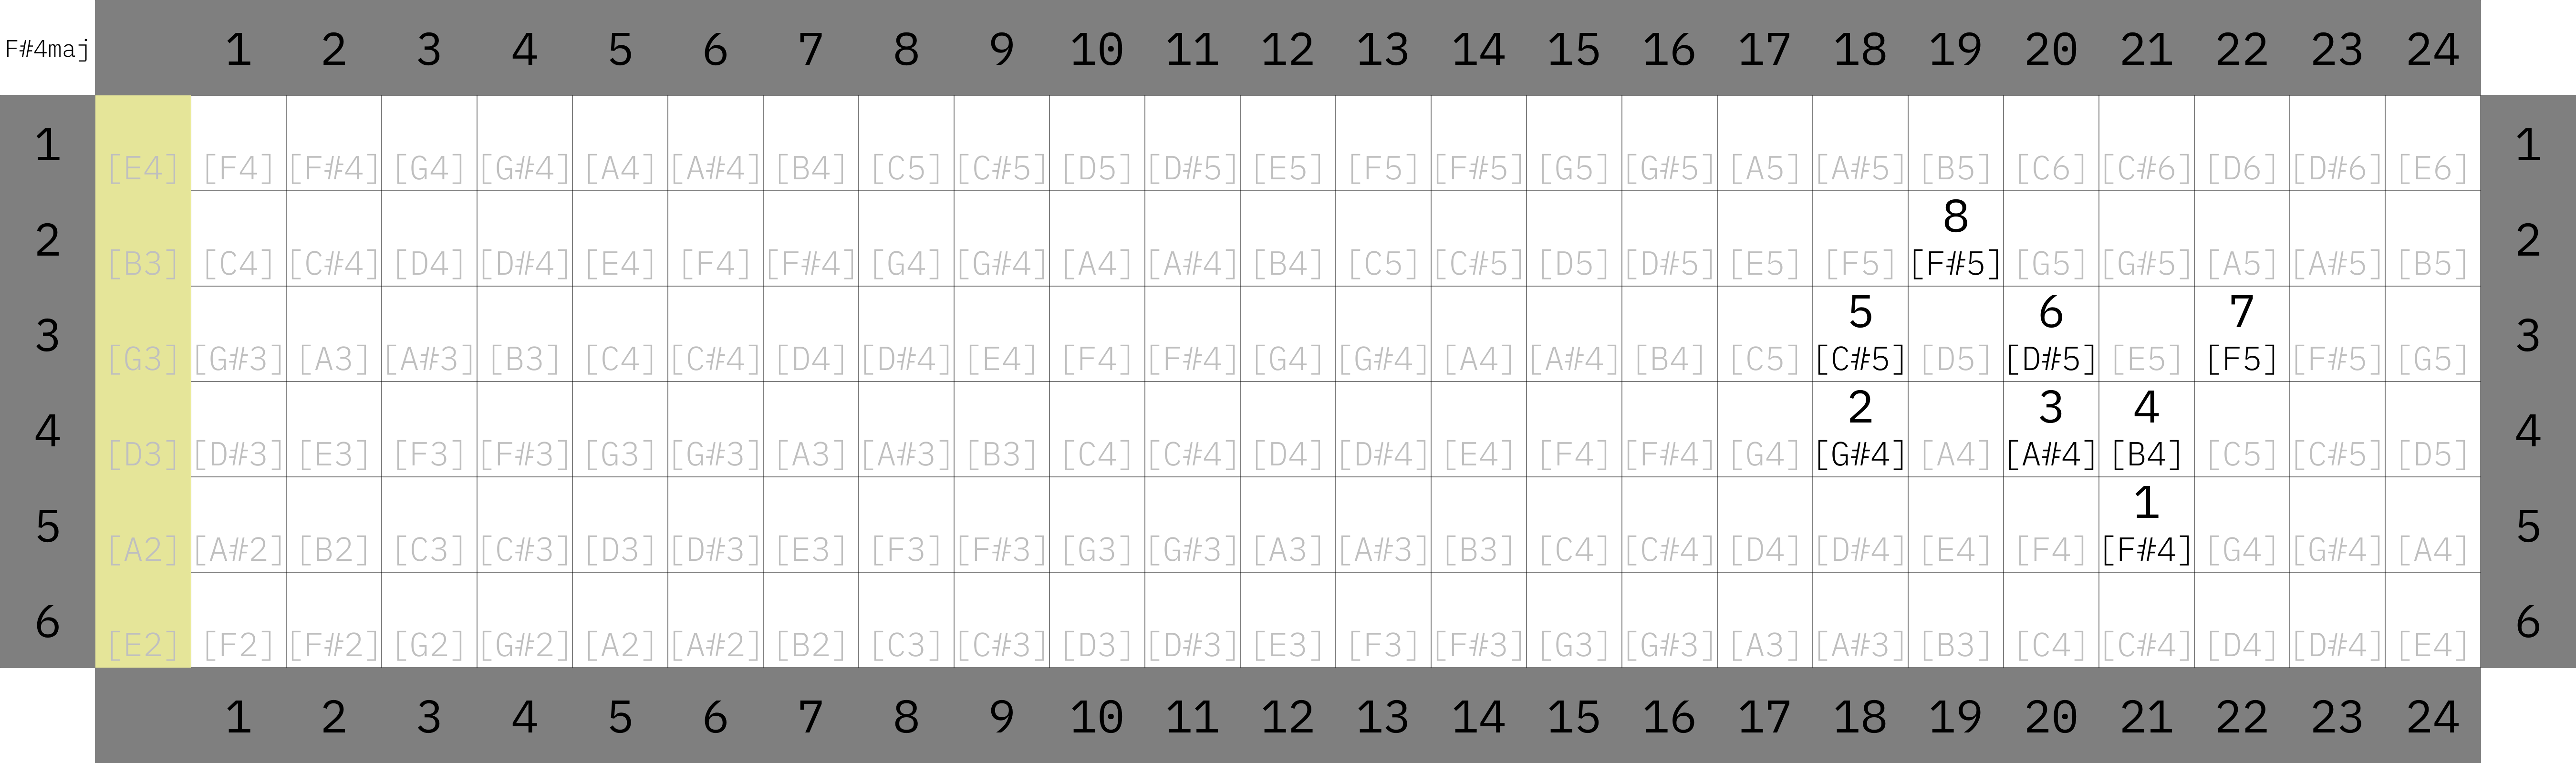 F#4maj 1 2 3 4 5 6 7 8 9 10 11 12 13 14 15 16 17 18 19 20 21 22 23 24
1 [E4] [F4] [F#4] [G4] [G#4] [A4] [A#4] [B4] [C5] [C#5] [D5] [D#5] [E5] [F5] [F#5] [G5] [G#5] [A5] [A#5] [B5] [C6] [C#6] [D6] [D#6] [E6] 1
8
2 [B3] [C4] [C#4] [D4] [D#4] [E4] [F4] [F#4] [G4] [G#4] [A4] [A#4] [B4] [C5] [C#5] [D5] [D#5] [E5] [F5] [F#5] [G5] [G#5] [A5] [A#5] [B5] 2
5 6 7
3 [G3] [G#3] [A3] [A#3] [B3] [C4] [C#4] [D4] [D#4] [E4] [F4] [F#4] [G4] [G#4] [A4] [A#4] [B4] [C5] [C#5] [D5] [D#5] [E5] [F5] [F#5] [G5] 3
2 3 4
4 [D3] [D#3] [E3] [F3] [F#3] [G3] [G#3] [A3] [A#3] [B3] [C4] [C#4] [D4] [D#4] [E4] [F4] [F#4] [G4] [G#4] [A4] [A#4] [B4] [C5] [C#5] [D5] 4
1
5 [A2] [A#2] [B2] [C3] [C#3] [D3] [D#3] [E3] [F3] [F#3] [G3] [G#3] [A3] [A#3] [B3] [C4] [C#4] [D4] [D#4] [E4] [F4] [F#4] [G4] [G#4] [A4] 5
6 [E2] [F2] [F#2] [G2] [G#2] [A2] [A#2] [B2] [C3] [C#3] [D3] [D#3] [E3] [F3] [F#3] [G3] [G#3] [A3] [A#3] [B3] [C4] [C#4] [D4] [D#4] [E4] 6
1 2 3 4 5 6 7 8 9 10 11 12 13 14 15 16 17 18 19 20 21 22 23 24